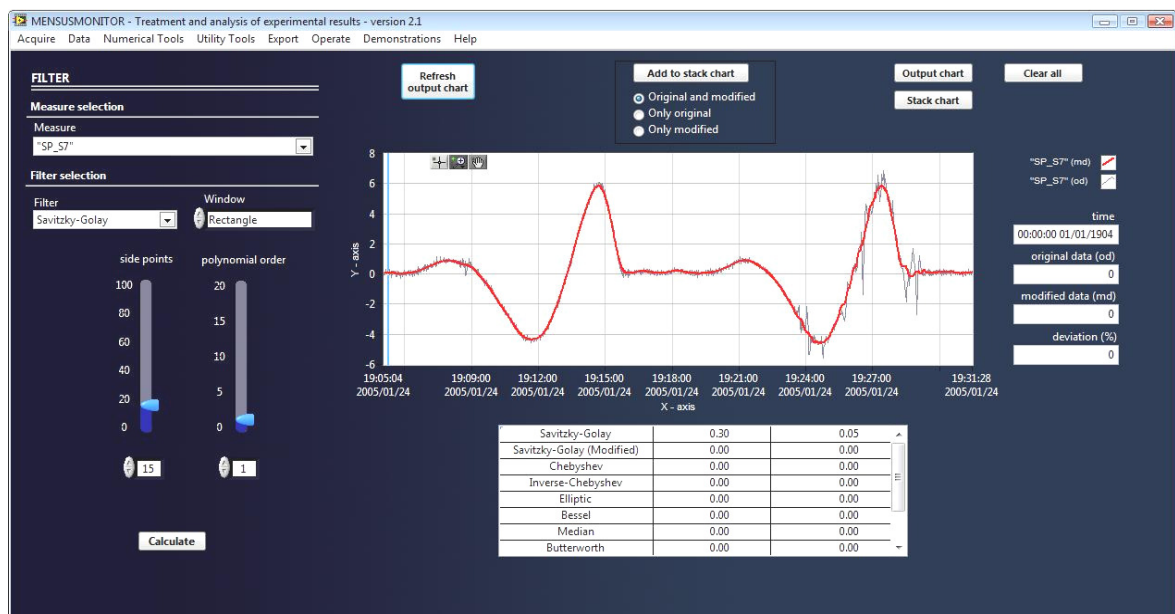 MENSUSMONITOR - Treatment and analysis of experimental results - version 2.1
Acquire Data Numerical Tools Utility Tools Export Operate Demonstrations Help
FILTER
Measure selection
Measure
"SP_S7"
Filter selection
Filter
Window
Savitzky-Golay
Rectangle
side points
polynomial order
100
80
60
40
20
0
20
15
10
5
0
15
1
Calculate
Refresh
output chart
Add to stack chart
Original and modified
Only original
Only modified
Output chart
Clear all
Stack chart
Y - axis
8
6
4
2
0
-2
-4
-6
19:05:04 19:09:00 19:12:00 19:15:00 19:18:00 19:21:00 19:24:00 19:27:00 19:31:28
2005/01/24 2005/01/24 2005/01/24 2005/01/24 2005/01/24 2005/01/24 2005/01/24 2005/01/24 2005/01/24
X - axis
"SP_S7" (md)
"SP_S7" (od)
time
00:00:00 01/01/1904
original data (od)
0
modified data (md)
0
deviation (%)
0
Savitzky-Golay 0.30 0.05
Savitzky-Golay (Modified) 0.00 0.00
Chebyshev 0.00 0.00
Inverse-Chebyshev 0.00 0.00
Elliptic 0.00 0.00
Bessel 0.00 0.00
Median 0.00 0.00
Butterworth 0.00 0.00